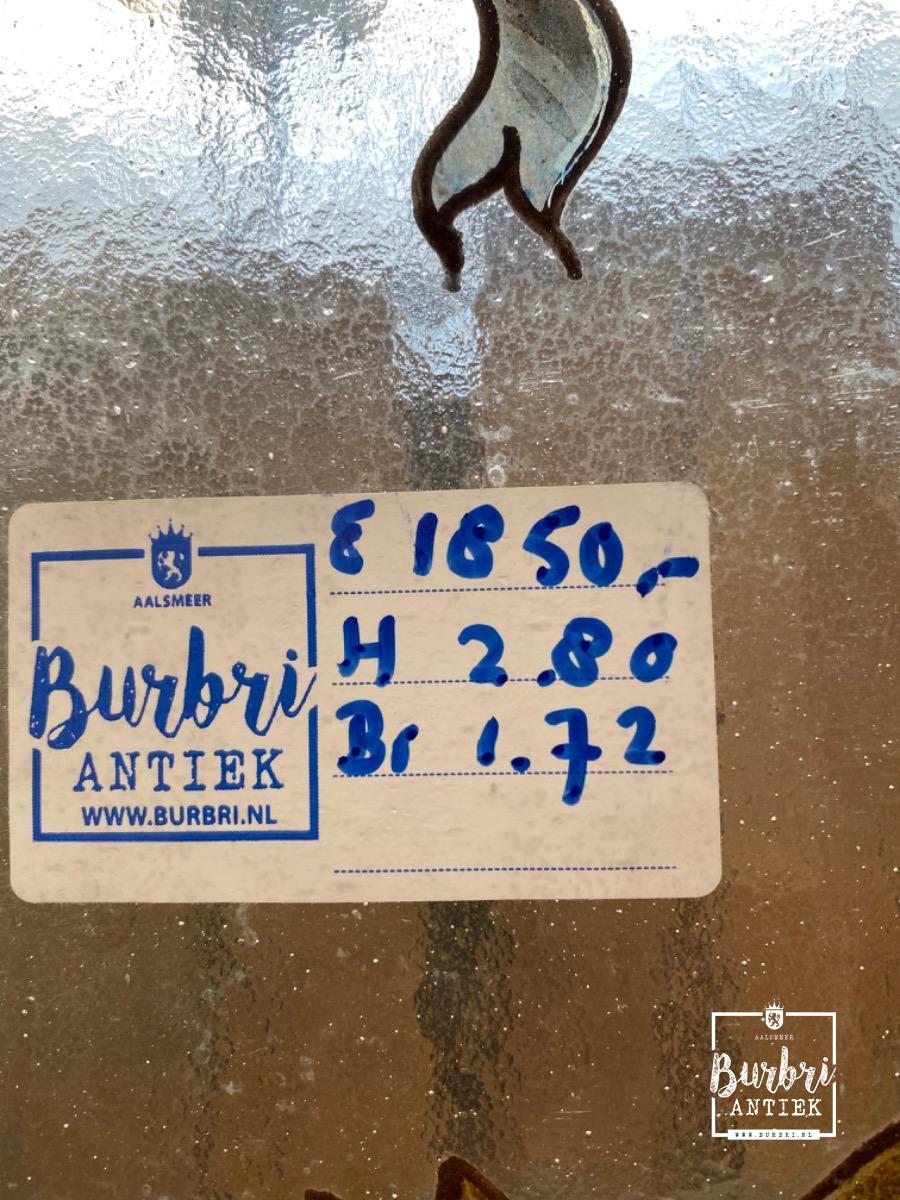 AALSMEER
Burbri
ANTIEK
WWW.BURBRI.NL
€ 1850,-
H 2.80
Br 1.72
AALSMEER
Burbri
ANTIEK
WWW.BURBRI.NL